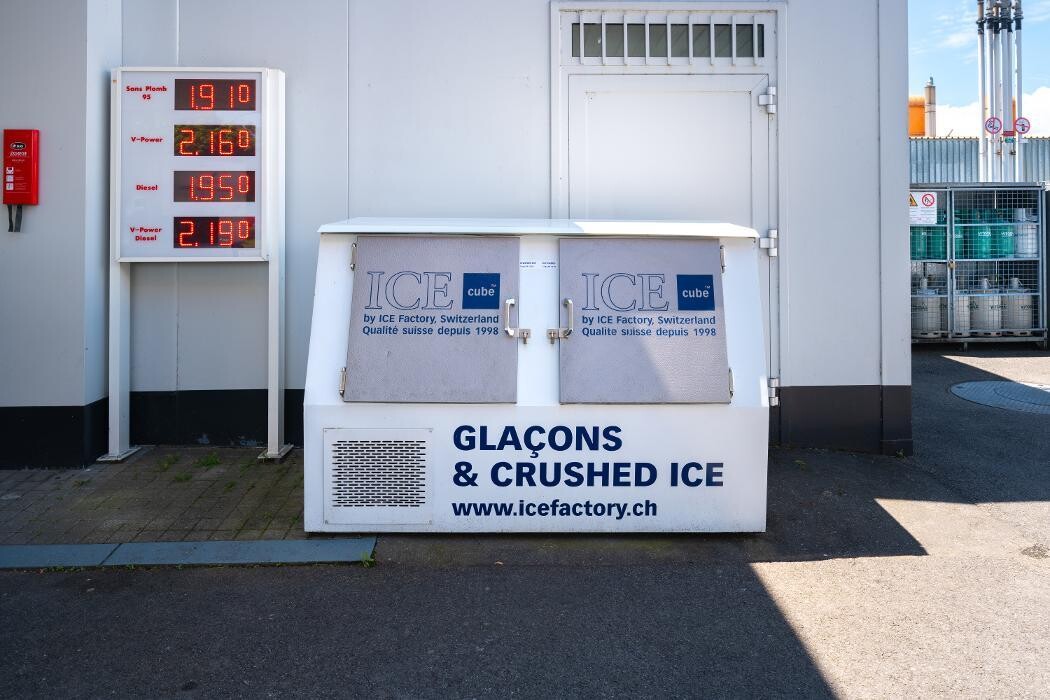 Sans Plomb
95
1.910
V-Power
2.160
Diesel
1.950
V-Power
Diesel
2.190
ICE cube™
by ICE Factory, Switzerland
Qualité suisse depuis 1998
ICE cube™
by ICE Factory, Switzerland
Qualité suisse depuis 1998
GLAÇONS
& CRUSHED ICE
www.icefactory.ch